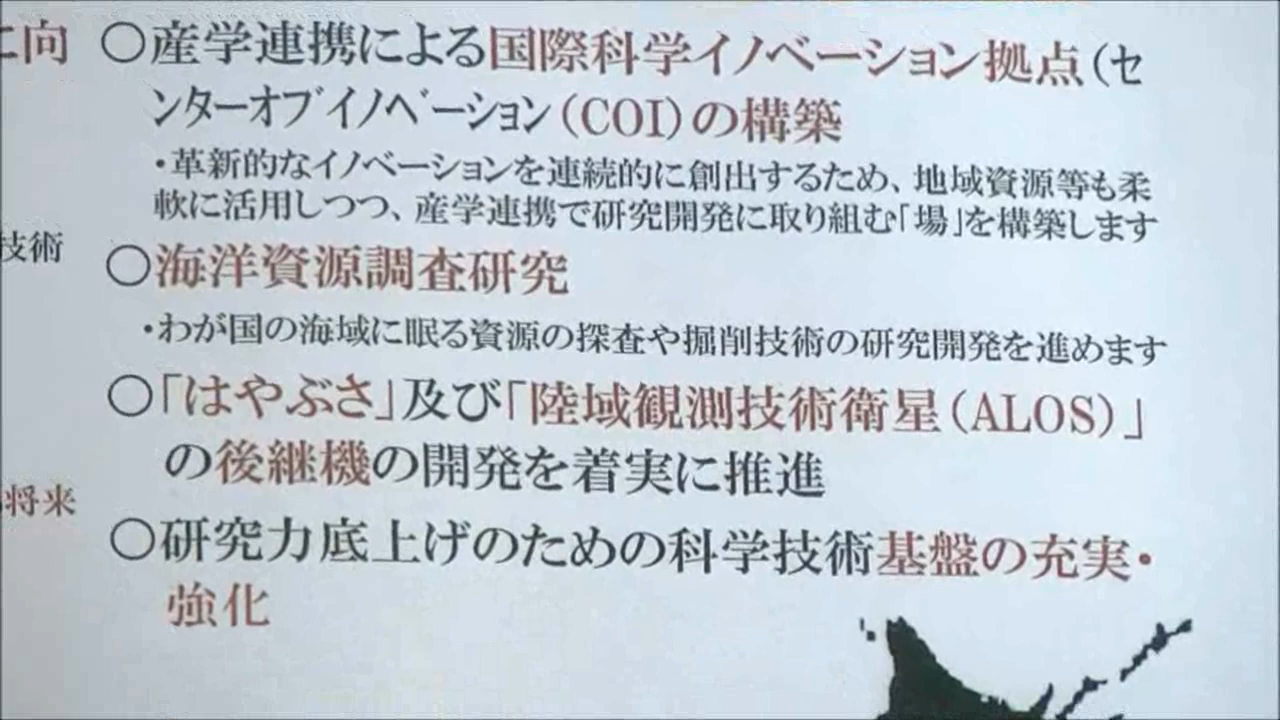 に向
○産学連携による国際科学イノベーション拠点(セ
ンターオブイノベーション(COI)の構築
・革新的なイノベーションを連続的に創出するため、地域資源等も柔
軟に活用しつつ、産学連携で研究開発に取り組む「場」を構築します
技術
○海洋資源調査研究
・わが国の海域に眠る資源の探査や掘削技術の研究開発を進めます
○「はやぶさ」及び「陸域観測技術衛星(ALOS)」
の後継機の開発を着実に推進
将来
○研究力底上げのための科学技術基盤の充実・
強化